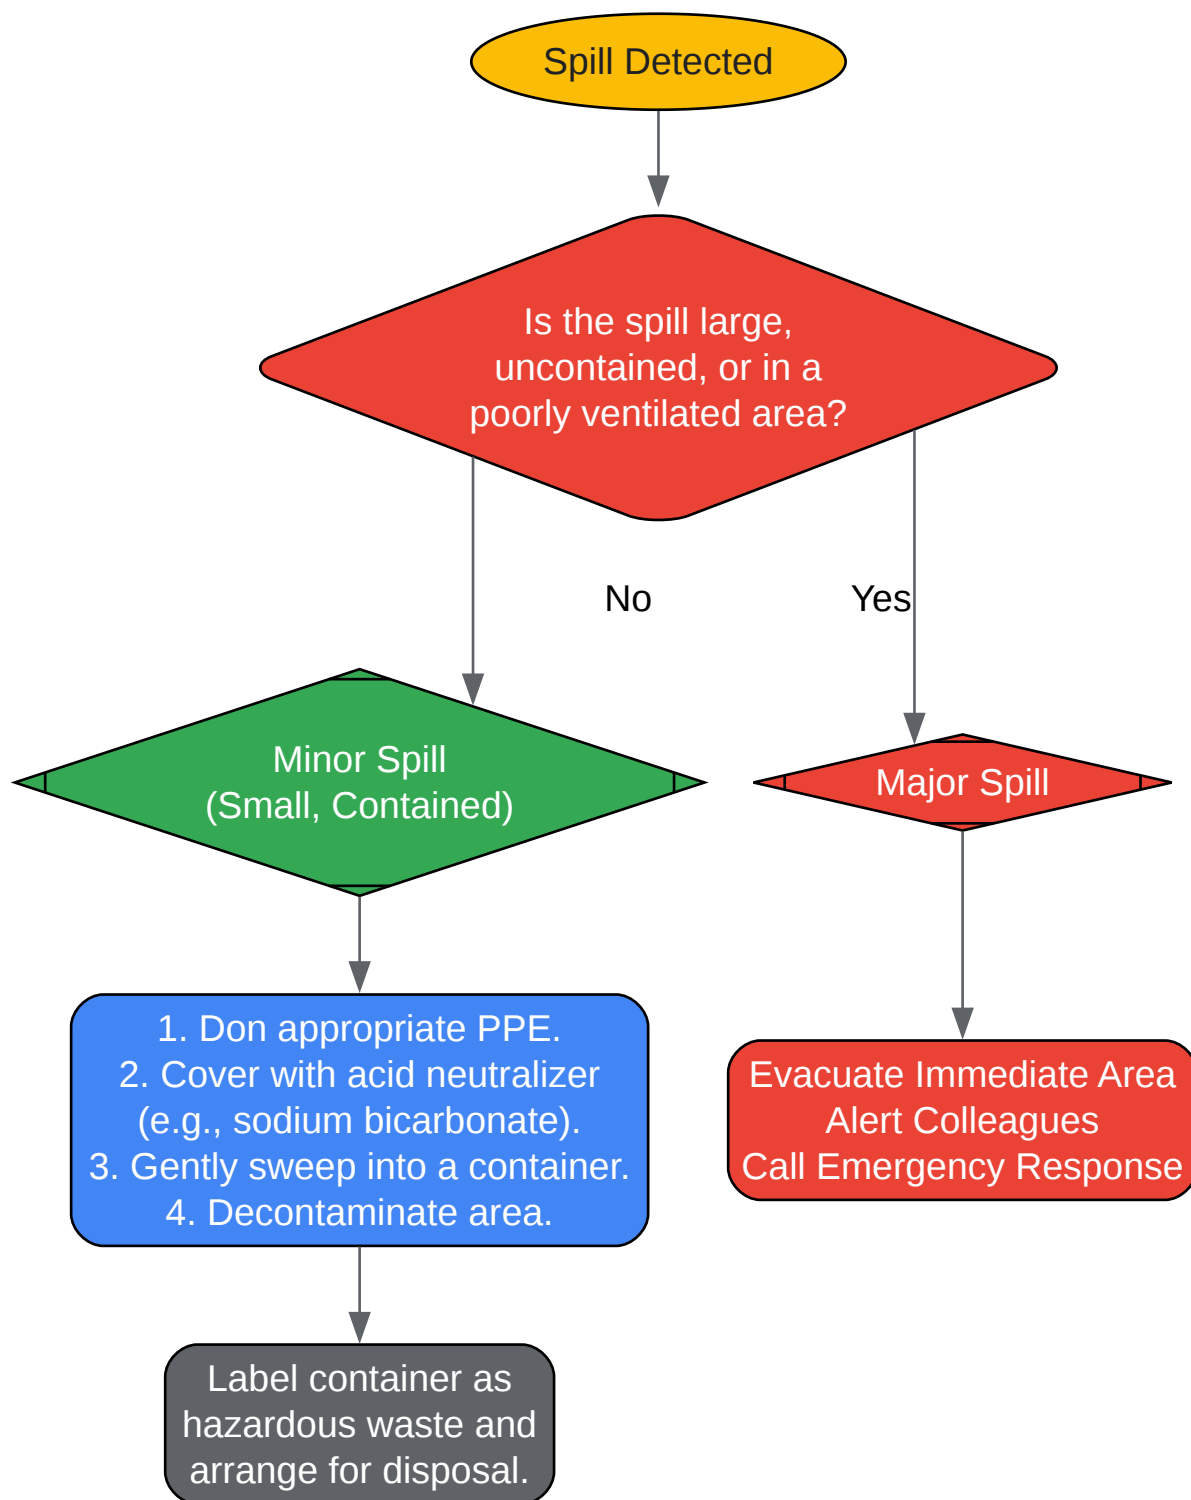 Spill Detected
Is the spill large,
uncontained, or in a
poorly ventilated area?
No
Yes
Minor Spill
(Small, Contained)
Major Spill
1. Don appropriate PPE.
2. Cover with acid neutralizer
(e.g., sodium bicarbonate).
3. Gently sweep into a container.
4. Decontaminate area.
Evacuate Immediate Area
Alert Colleagues
Call Emergency Response
Label container as
hazardous waste and
arrange for disposal.